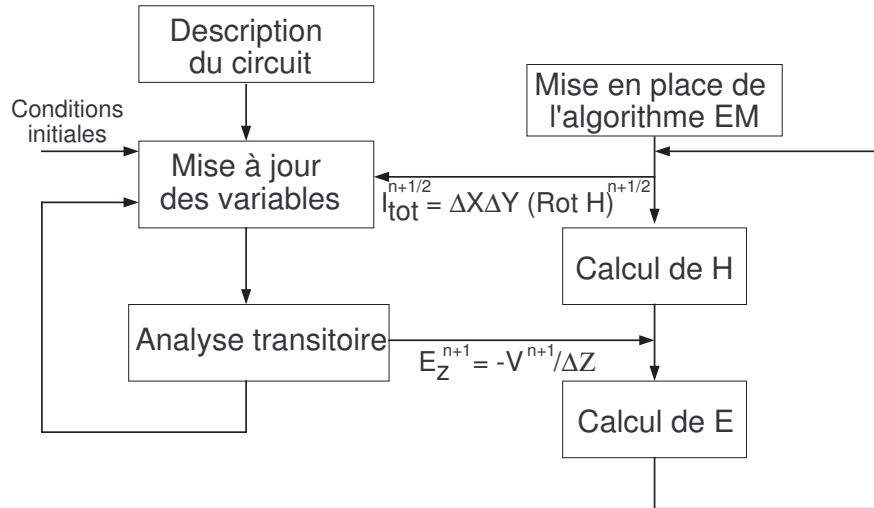 Description
du circuit
Mise en place de
l'algorithme EM
Conditions
initiales
Mise à jour
des variables
I_tot^{n+1/2} = ΔXΔY (Rot H)^{n+1/2}
Calcul de H
Analyse transitoire
E_Z^{n+1} = -V^{n+1}/ΔZ
Calcul de E